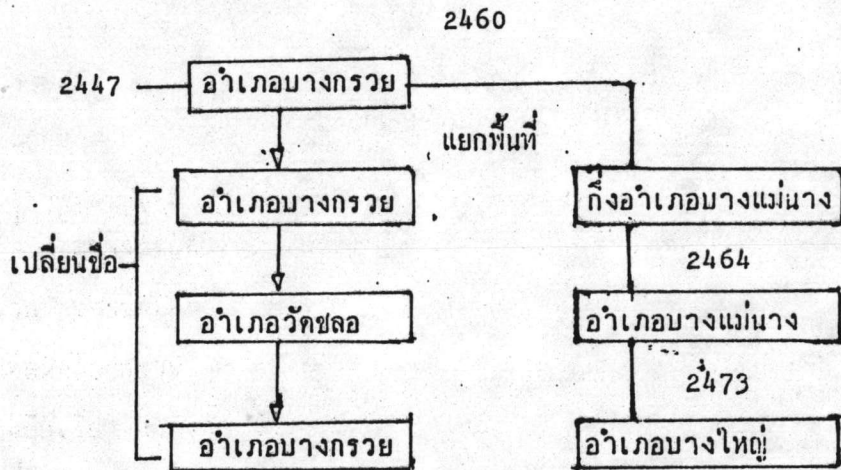 2460
2447 อำเภอบางกรวย
แยกพื้นที่
อำเภอบางกรวย กิ่งอำเภอบางแม่นาง
เปลี่ยนชื่อ 2464
อำเภอวัดชลอ อำเภอบางแม่นาง
2473
อำเภอบางกรวย อำเภอบางใหญ่